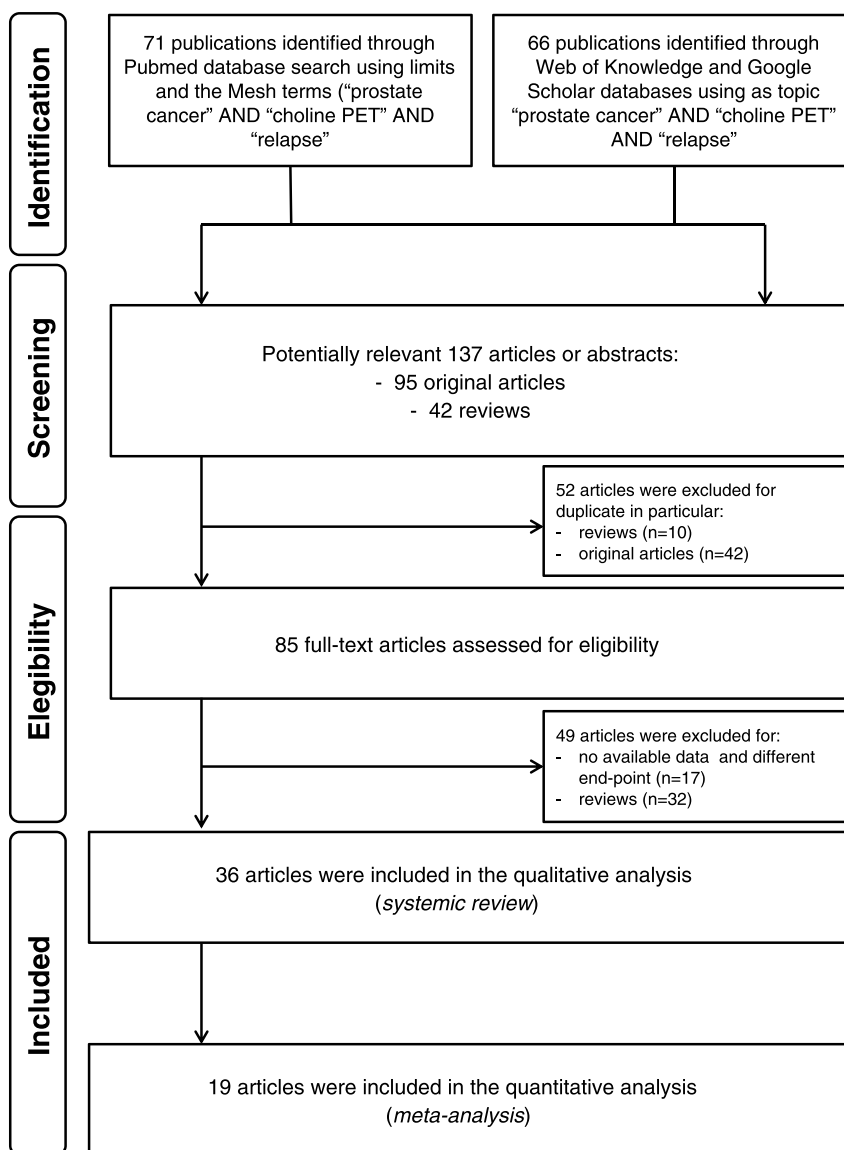 Identification
71 publications identified through
Pubmed database search using limits
and the Mesh terms (“prostate
cancer” AND “choline PET” AND
“relapse”
66 publications identified through
Web of Knowledge and Google
Scholar databases using as topic
“prostate cancer” AND “choline PET”
AND “relapse”
Screening
Potentially relevant 137 articles or abstracts:
- 95 original articles
- 42 reviews
52 articles were excluded for
duplicate in particular:
- reviews (n=10)
- original articles (n=42)
Elegibility
85 full-text articles assessed for eligibility
49 articles were excluded for:
- no available data and different
end-point (n=17)
- reviews (n=32)
Included
36 articles were included in the qualitative analysis
(systemic review)
19 articles were included in the quantitative analysis
(meta-analysis)